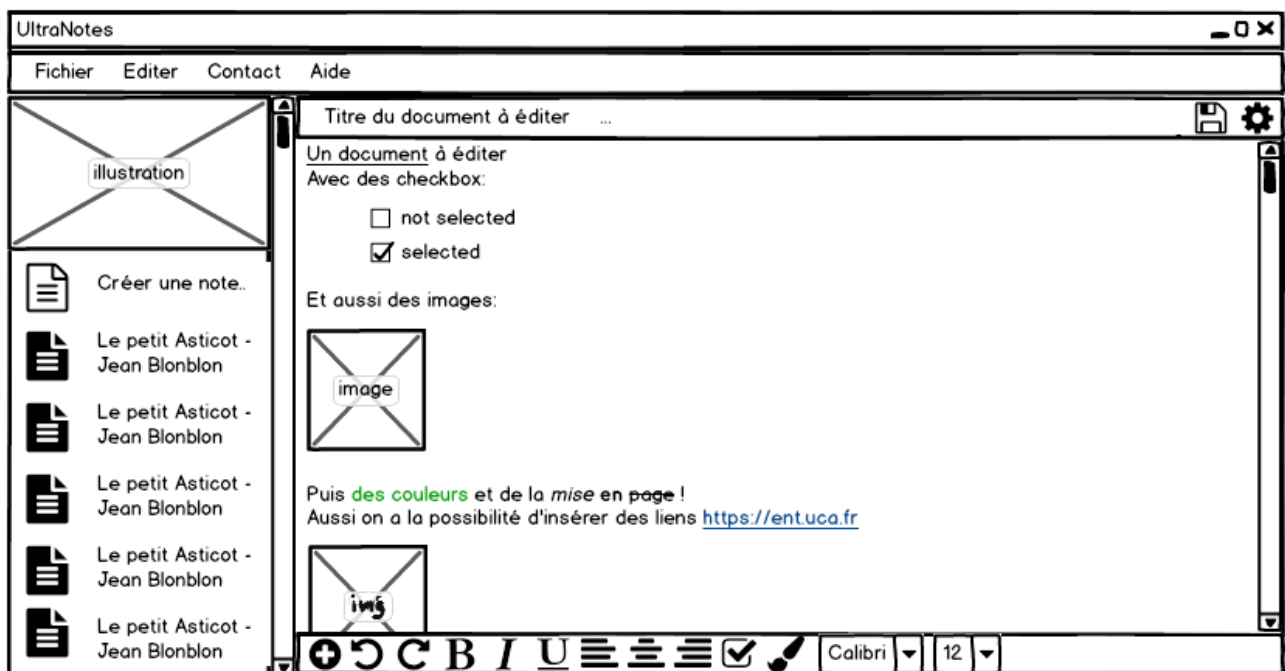 UltraNotes
Fichier Editer Contact Aide
illustration
Créer une note..
Le petit Asticot -
Jean Blonblon
Le petit Asticot -
Jean Blonblon
Le petit Asticot -
Jean Blonblon
Le petit Asticot -
Jean Blonblon
Le petit Asticot -
Jean Blonblon
Titre du document à éditer ...
Un document à éditer
Avec des checkbox:
not selected
selected
Et aussi des images:
image
Puis des couleurs et de la mise en page !
Aussi on a la possibilité d'insérer des liens https://ent.uca.fr
img
B I U Calibri 12